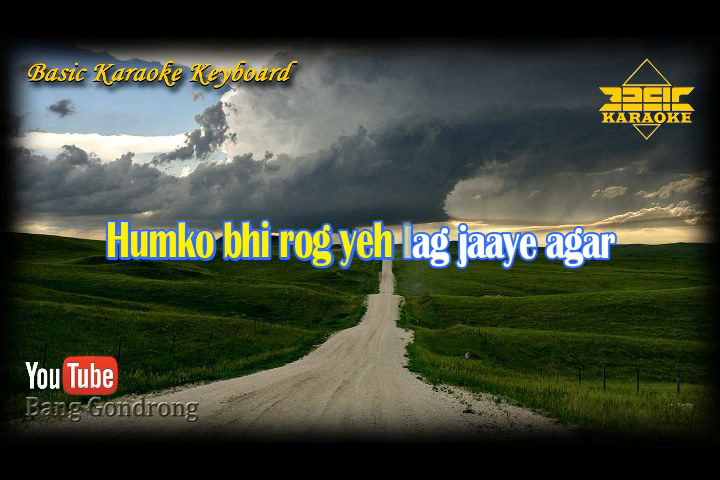 Basic Karaoke Keyboard
BASIC
KARAOKE
Humko bhi rog yeh lag jaaye agar
YouTube
Bang Gondrong